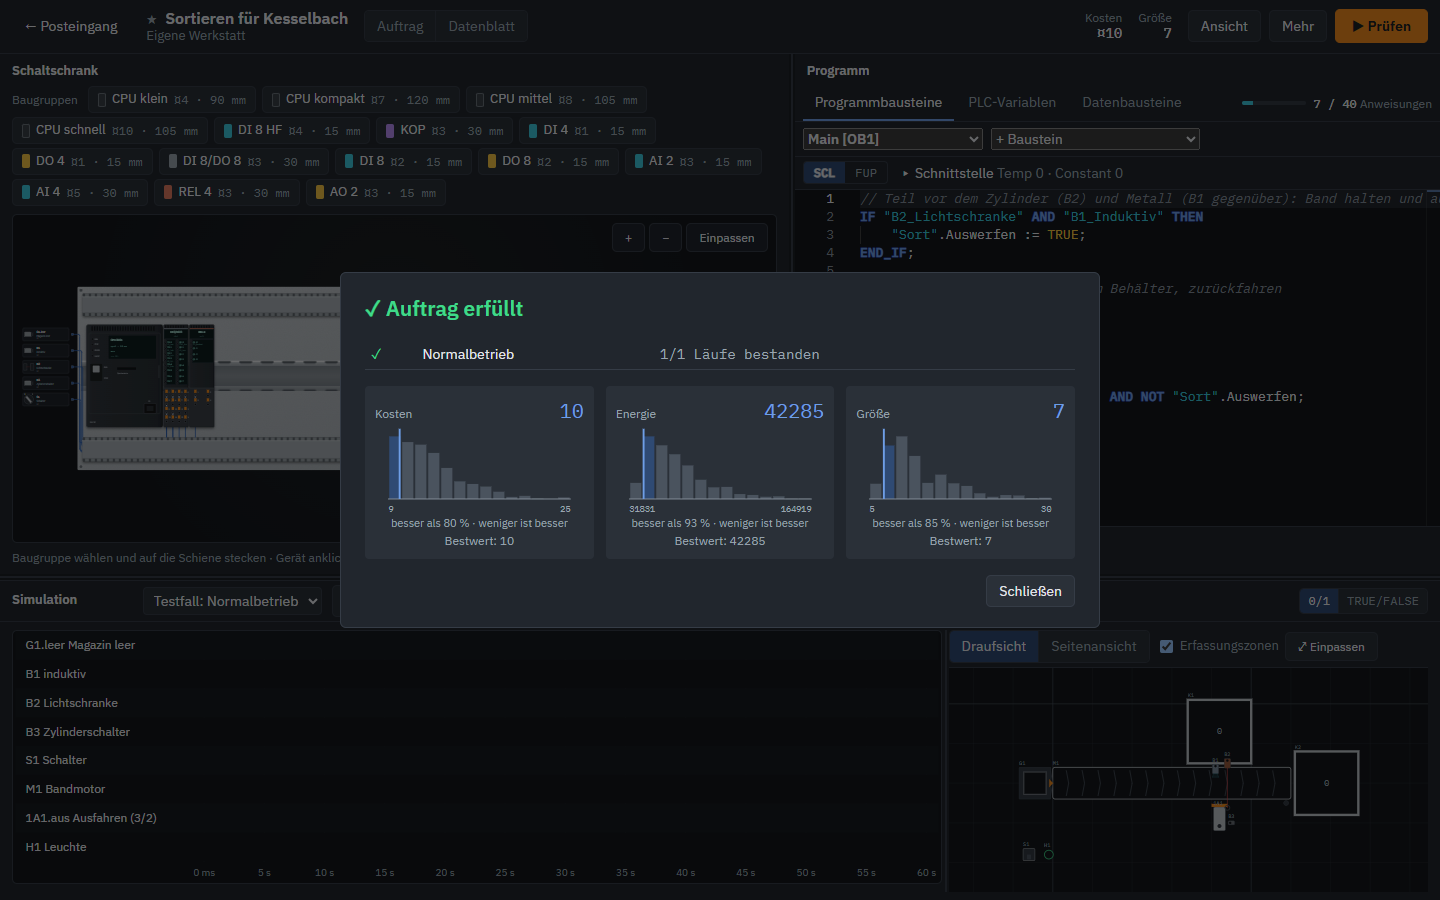 ← Posteingang
★ Sortieren für Kesselbach
Eigene Werkstatt
Auftrag
Datenblatt
Kosten
¤10
Größe
7
Ansicht
Mehr
▶ Prüfen
Schaltschrank
Baugruppen
CPU klein ¤4 · 90 mm
CPU kompakt ¤7 · 120 mm
CPU mittel ¤8 · 105 mm
CPU schnell ¤10 · 105 mm
DI 8 HF ¤4 · 15 mm
KOP ¤3 · 30 mm
DI 4 ¤1 · 15 mm
DO 4 ¤1 · 15 mm
DI 8/DO 8 ¤3 · 30 mm
DI 8 ¤2 · 15 mm
DO 8 ¤2 · 15 mm
AI 2 ¤3 · 15 mm
AI 4 ¤5 · 30 mm
REL 4 ¤3 · 30 mm
AO 2 ¤3 · 15 mm
+
−
Einpassen
Baugruppe wählen und auf die Schiene stecken · Gerät anklic
Programm
Programmbausteine
PLC-Variablen
Datenbausteine
7 / 40 Anweisungen
Main [OB1]
+ Baustein
SCL
FUP
▸ Schnittstelle Temp 0 · Constant 0
1 // Teil vor dem Zylinder (B2) und Metall (B1 gegenüber): Band halten und a
2 IF "B2_Lichtschranke" AND "B1_Induktiv" THEN
3 "Sort".Auswerfen := TRUE;
4 END_IF;
5
Behälter, zurückfahren
AND NOT "Sort".Auswerfen;
✓ Auftrag erfüllt
✓ Normalbetrieb 1/1 Läufe bestanden
Kosten 10
9 25
besser als 80 % · weniger ist besser
Bestwert: 10
Energie 42285
31831 164919
besser als 93 % · weniger ist besser
Bestwert: 42285
Größe 7
5 30
besser als 85 % · weniger ist besser
Bestwert: 7
Schließen
Simulation
Testfall: Normalbetrieb
0/1
TRUE/FALSE
G1.leer Magazin leer
B1 induktiv
B2 Lichtschranke
B3 Zylinderschalter
S1 Schalter
M1 Bandmotor
1A1.aus Ausfahren (3/2)
H1 Leuchte
0 ms 5 s 10 s 15 s 20 s 25 s 30 s 35 s 40 s 45 s 50 s 55 s 60 s
Draufsicht
Seitenansicht
Erfassungszonen
⤢ Einpassen
0
0